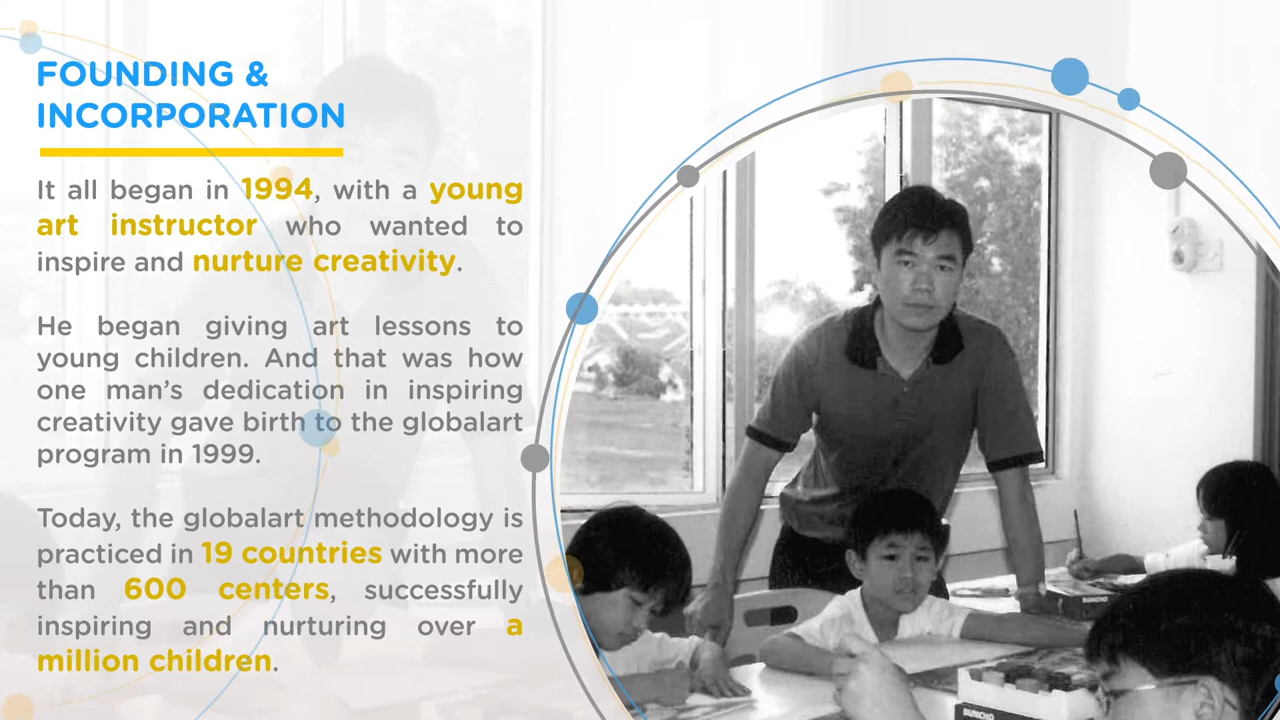 FOUNDING &
INCORPORATION
It all began in 1994, with a young
art instructor who wanted to
inspire and nurture creativity.
He began giving art lessons to
young children. And that was how
one man's dedication in inspiring
creativity gave birth to the globalart
program in 1999.
Today, the globalart methodology is
practiced in 19 countries with more
than 600 centers, successfully
inspiring and nurturing over a
million children.
BUNCHO